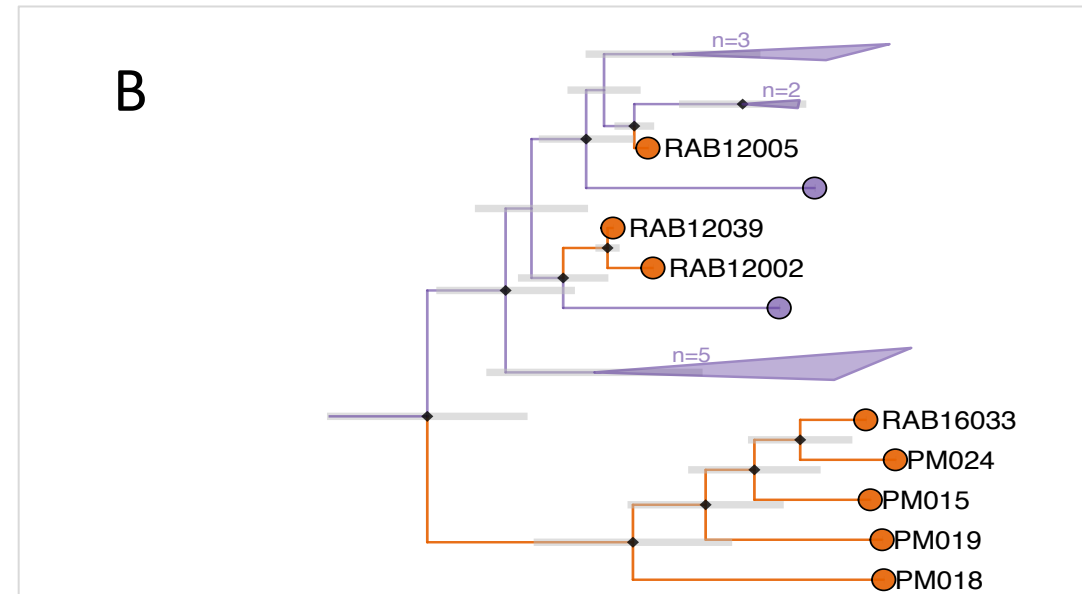 B
n=3
n=2
RAB12005
RAB12039
RAB12002
n=5
RAB16033
PM024
PM015
PM019
PM018